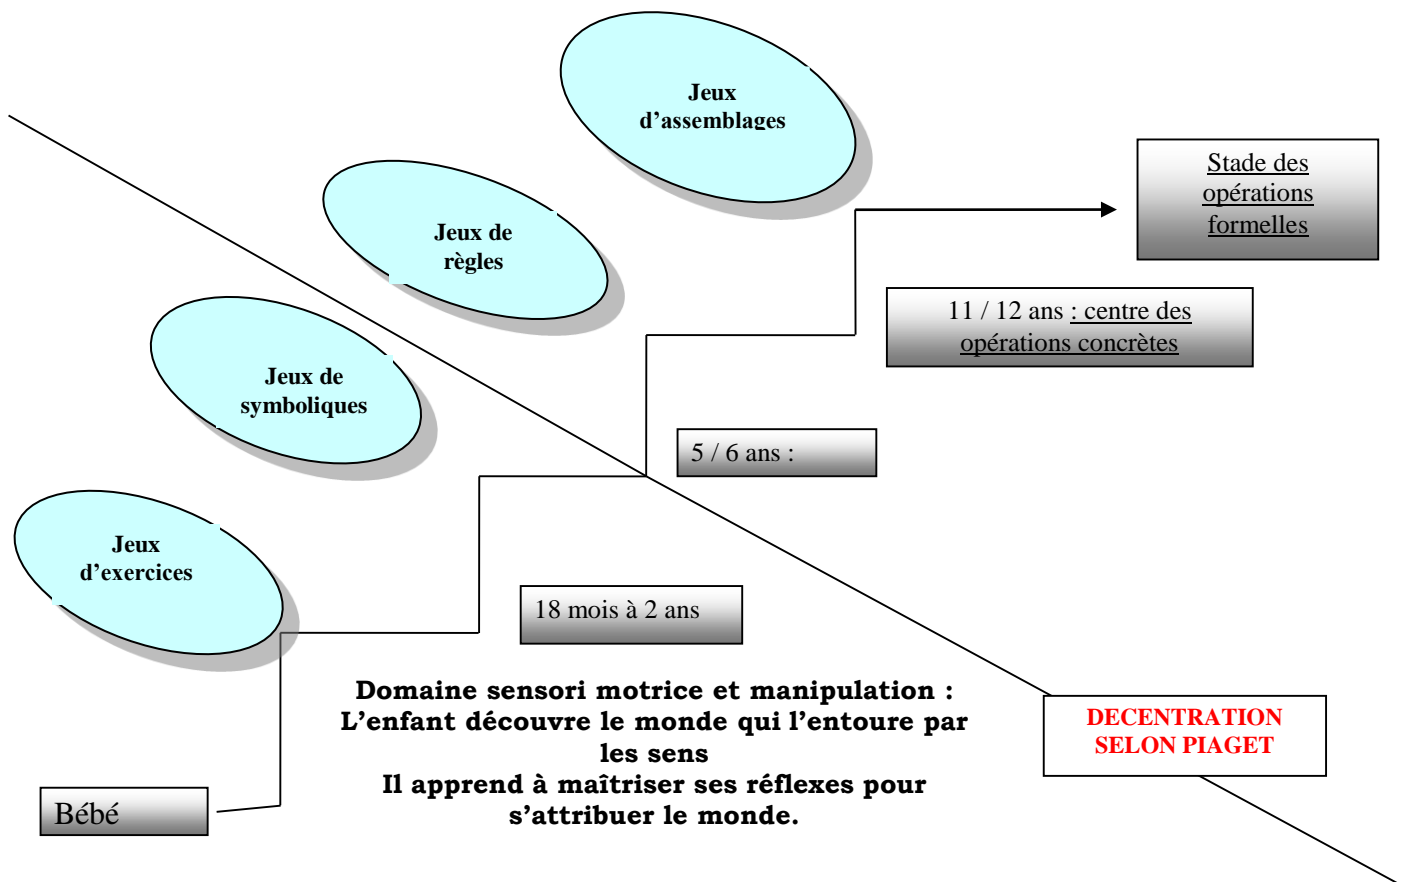 Jeux
d'assemblages
Stade des
opérations
formelles
Jeux de
règles
11 / 12 ans : centre des
opérations concrètes
Jeux de
symboliques
5 / 6 ans :
Jeux
d'exercices
18 mois à 2 ans
Domaine sensori motrice et manipulation :
L'enfant découvre le monde qui l'entoure par
les sens
Il apprend à maîtriser ses réflexes pour
s'attribuer le monde.
DECENTRATION
SELON PIAGET
Bébé